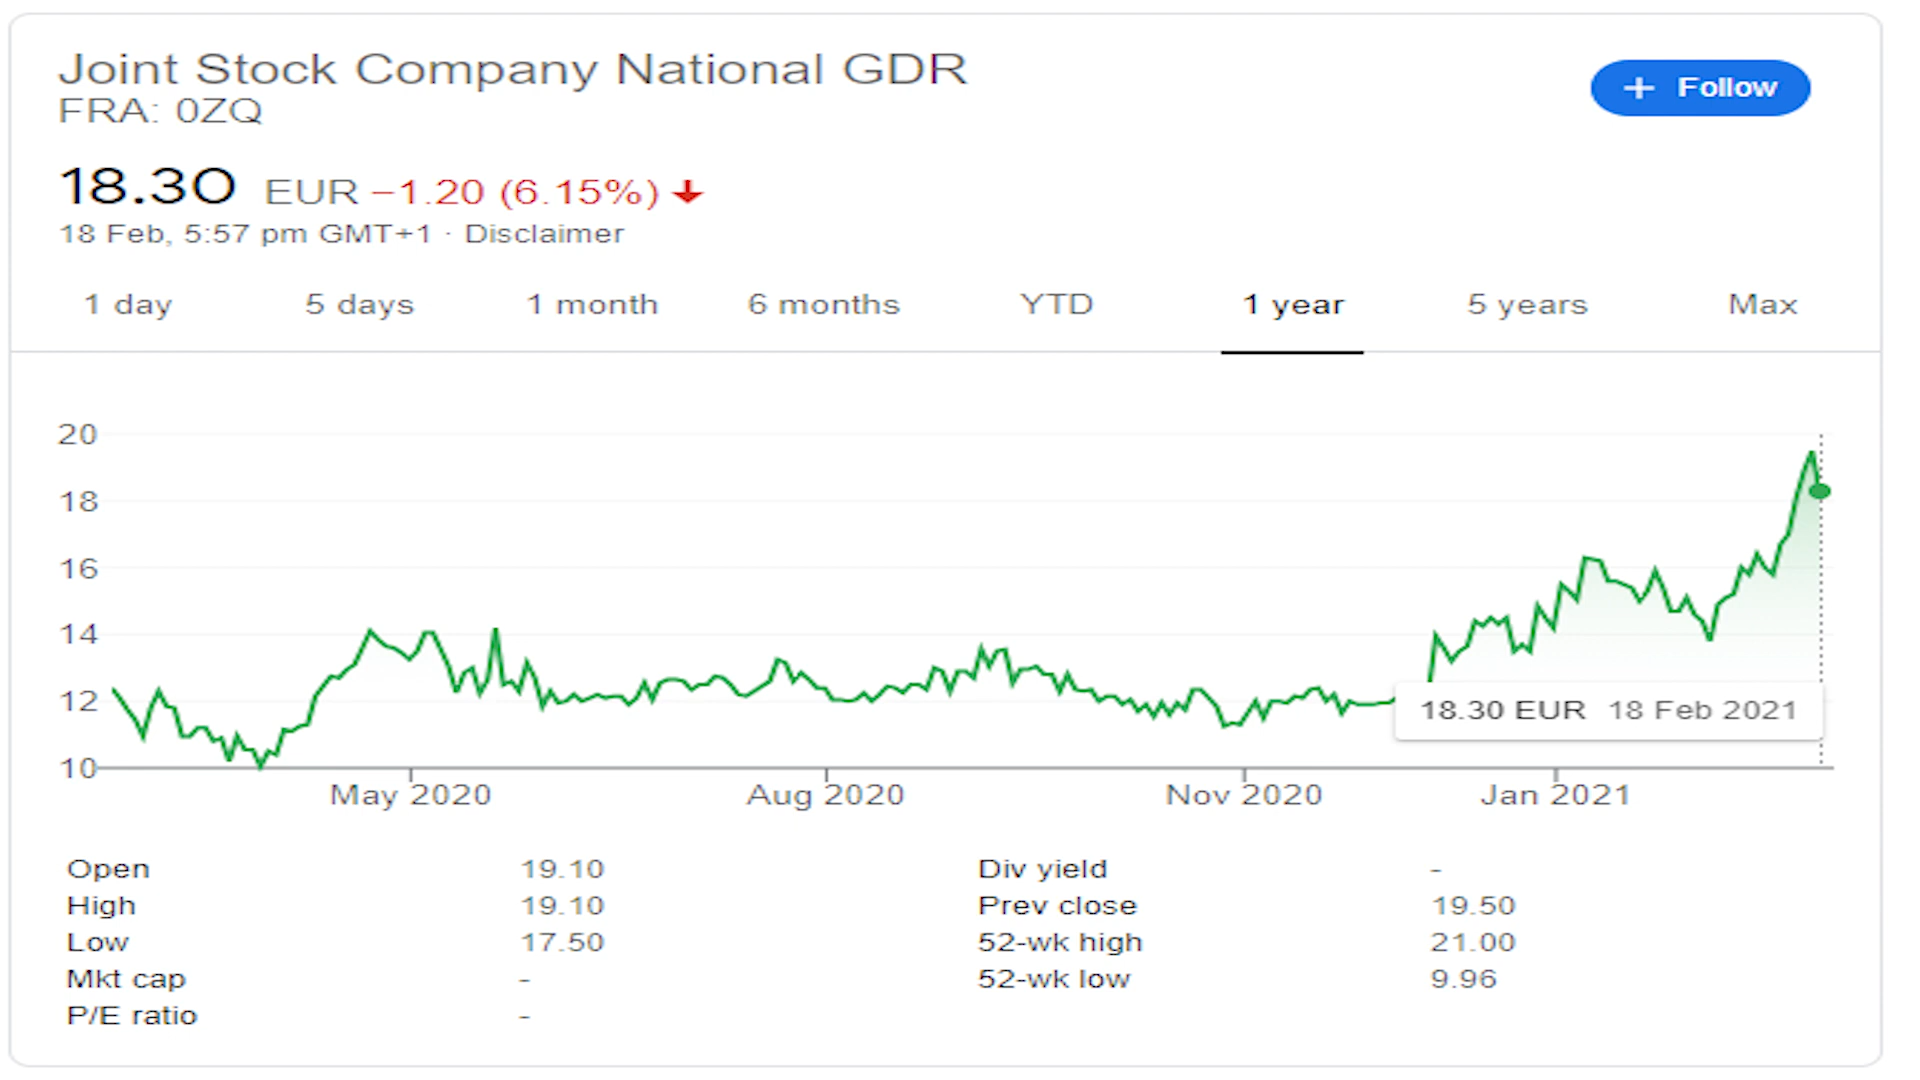 Joint Stock Company National GDR
FRA: 0ZQ
+ Follow
18.30 EUR −1.20 (6.15%) ↓
18 Feb, 5:57 pm GMT+1 · Disclaimer
1 day 5 days 1 month 6 months YTD 1 year 5 years Max
20
18
16
14
12
10
18.30 EUR 18 Feb 2021
May 2020 Aug 2020 Nov 2020 Jan 2021
Open 19.10 Div yield -
High 19.10 Prev close 19.50
Low 17.50 52-wk high 21.00
Mkt cap - 52-wk low 9.96
P/E ratio -